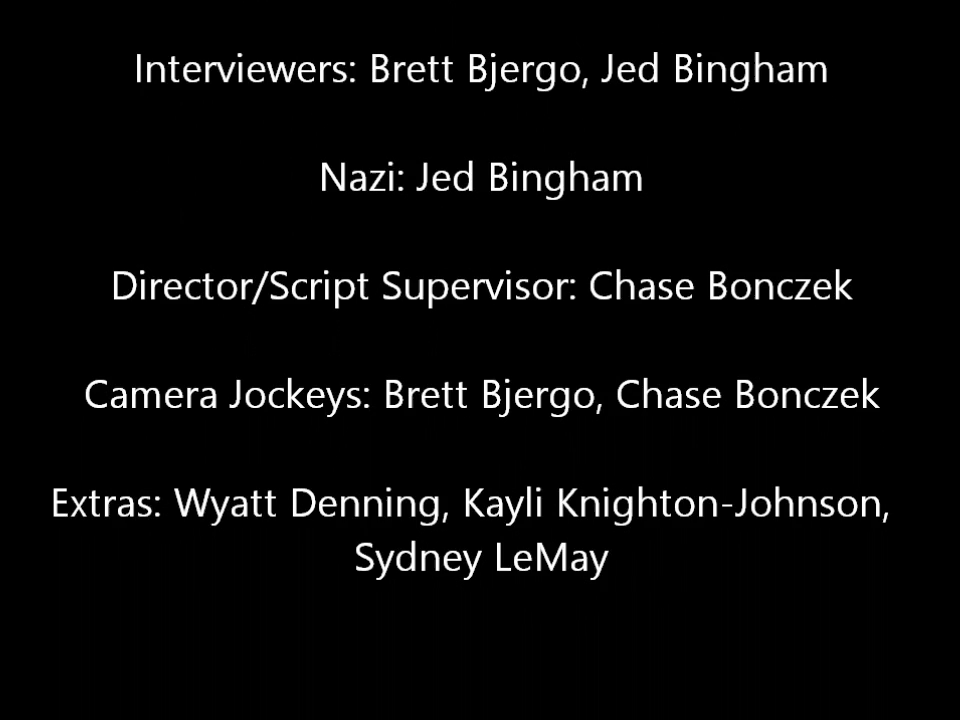 Interviewers: Brett Bjergo, Jed Bingham
Nazi: Jed Bingham
Director/Script Supervisor: Chase Bonczek
Camera Jockeys: Brett Bjergo, Chase Bonczek
Extras: Wyatt Denning, Kayli Knighton-Johnson,
Sydney LeMay